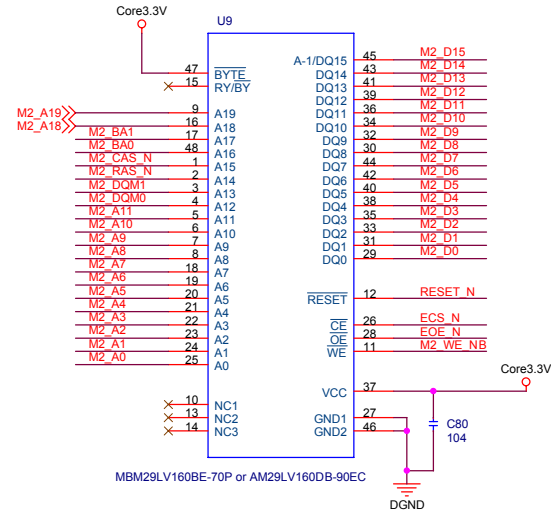 Core3.3V
U9
47 BYTE A-1/DQ15 45 M2_D15
15 RY/BY DQ14 43 M2_D14
DQ13 41 M2_D13
DQ12 39 M2_D12
M2_A19 9 A19 DQ11 36 M2_D11
M2_A18 16 A18 DQ10 34 M2_D10
M2_BA1 17 A17 DQ9 32 M2_D9
M2_BA0 48 A16 DQ8 30 M2_D8
M2_CAS_N 1 A15 DQ7 44 M2_D7
M2_RAS_N 2 A14 DQ6 42 M2_D6
M2_DQM1 3 A13 DQ5 40 M2_D5
M2_DQM0 4 A12 DQ4 38 M2_D4
M2_A11 5 A11 DQ3 35 M2_D3
M2_A10 6 A10 DQ2 33 M2_D2
M2_A9 7 A9 DQ1 31 M2_D1
M2_A8 8 A8 DQ0 29 M2_D0
M2_A7 18 A7
M2_A6 19 A6
M2_A5 20 A5 RESET 12 RESET_N
M2_A4 21 A4
M2_A3 22 A3 CE 26 ECS_N
M2_A2 23 A2 OE 28 EOE_N
M2_A1 24 A1 WE 11 M2_WE_NB
M2_A0 25 A0
Core3.3V
VCC 37
10 NC1 GND1 27
13 NC2 GND2 46
14 NC3
C80
104
MBM29LV160BE-70P or AM29LV160DB-90EC
DGND